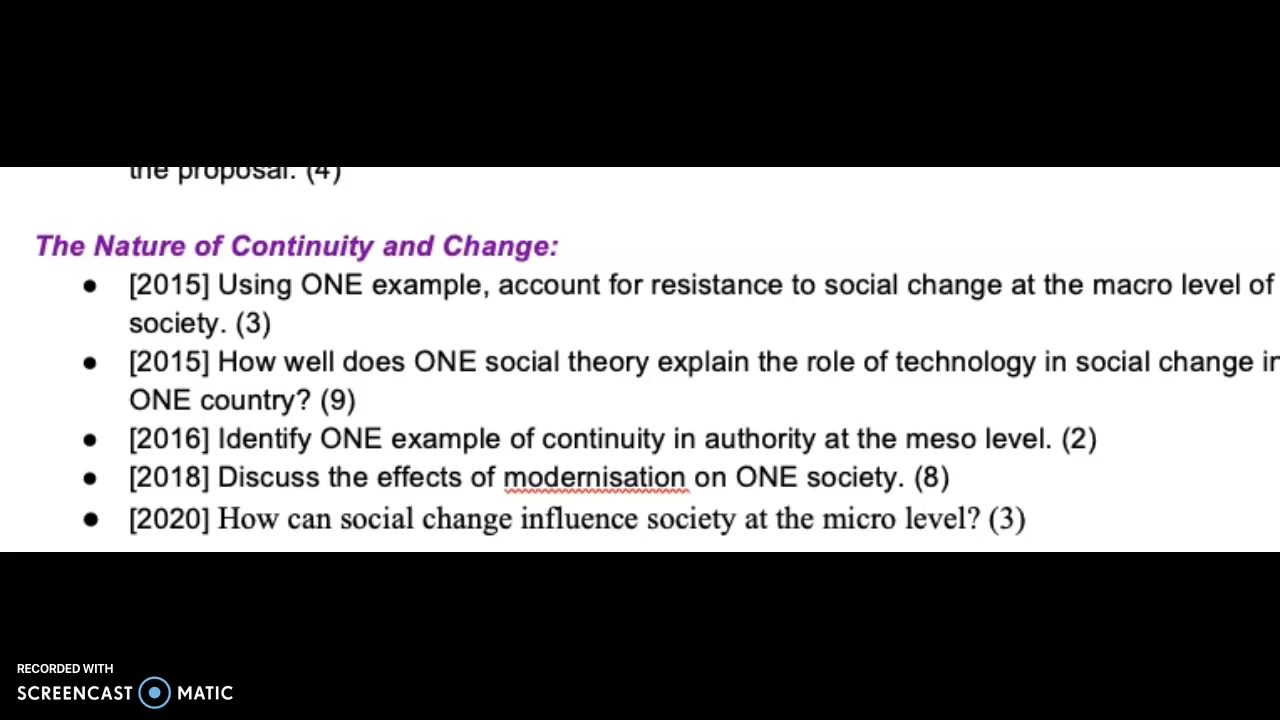 the proposal. (4)
The Nature of Continuity and Change:
● [2015] Using ONE example, account for resistance to social change at the macro level of
society. (3)
● [2015] How well does ONE social theory explain the role of technology in social change in
ONE country? (9)
● [2016] Identify ONE example of continuity in authority at the meso level. (2)
● [2018] Discuss the effects of modernisation on ONE society. (8)
● [2020] How can social change influence society at the micro level? (3)
RECORDED WITH
SCREENCAST MATIC